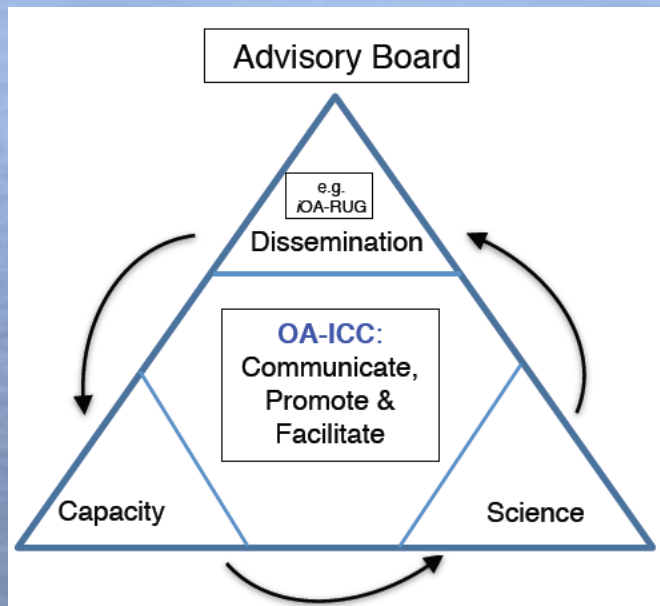 Advisory Board
e.g.
iOA-RUG
Dissemination
OA-ICC:
Communicate,
Promote &
Facilitate
Capacity
Science